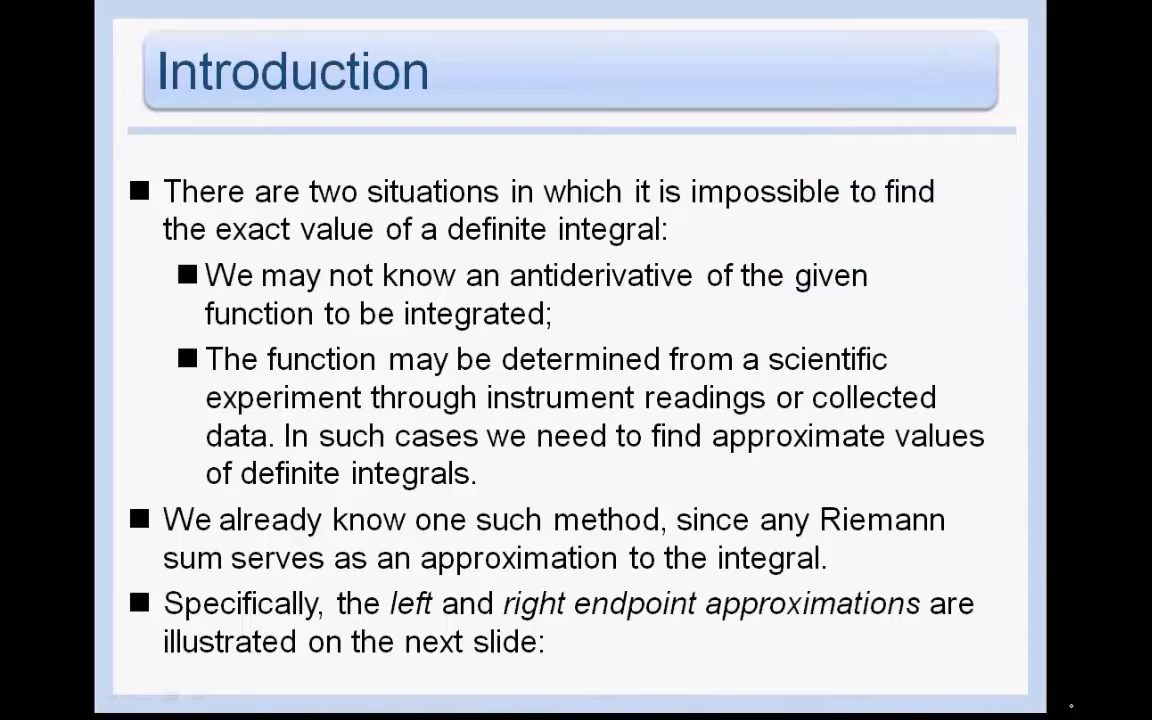 Introduction
There are two situations in which it is impossible to find
the exact value of a definite integral:
We may not know an antiderivative of the given
function to be integrated;
The function may be determined from a scientific
experiment through instrument readings or collected
data. In such cases we need to find approximate values
of definite integrals.
We already know one such method, since any Riemann
sum serves as an approximation to the integral.
Specifically, the left and right endpoint approximations are
illustrated on the next slide: